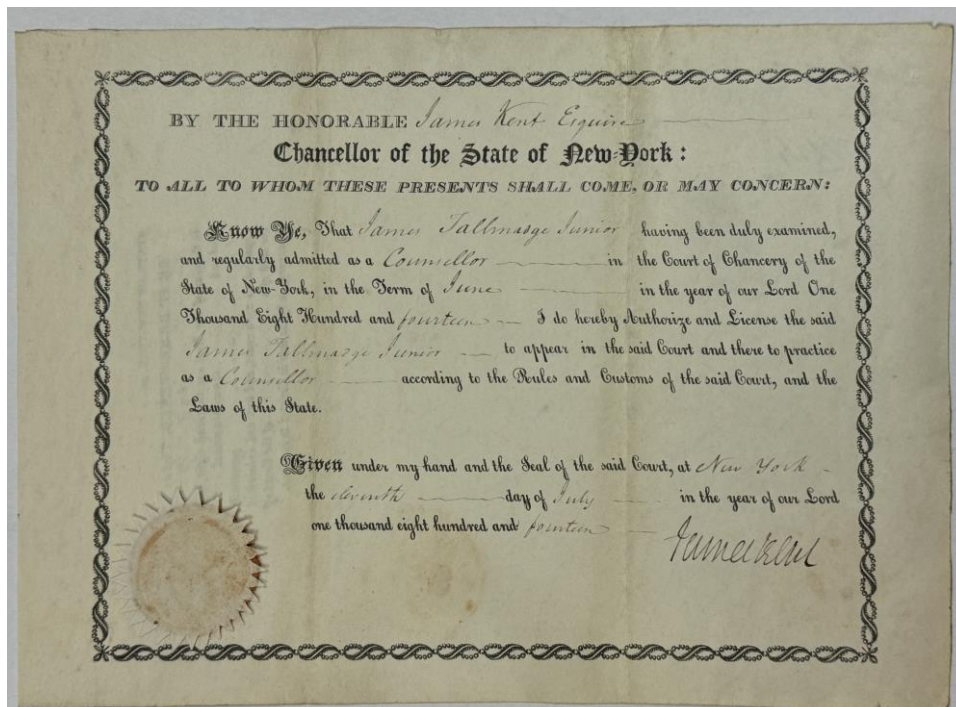 BY THE HONORABLE James Kent Esquire
Chancellor of the State of New-York:
TO ALL TO WHOM THESE PRESENTS SHALL COME, OR MAY CONCERN:
Know Ye, That James Tallmadge Junior having been duly examined,
and regularly admitted as a Counsellor in the Court of Chancery of the
State of New-York, in the Term of June in the year of our Lord One
Thousand Eight Hundred and fourteen I do hereby Authorize and License the said
James Tallmadge Junior to appear in the said Court and there to practice
as a Counsellor according to the Rules and Customs of the said Court, and the
Laws of this State.
Given under my hand and the Seal of the said Court, at New York
the eleventh day of July in the year of our Lord
one thousand eight hundred and fourteen
James Kent